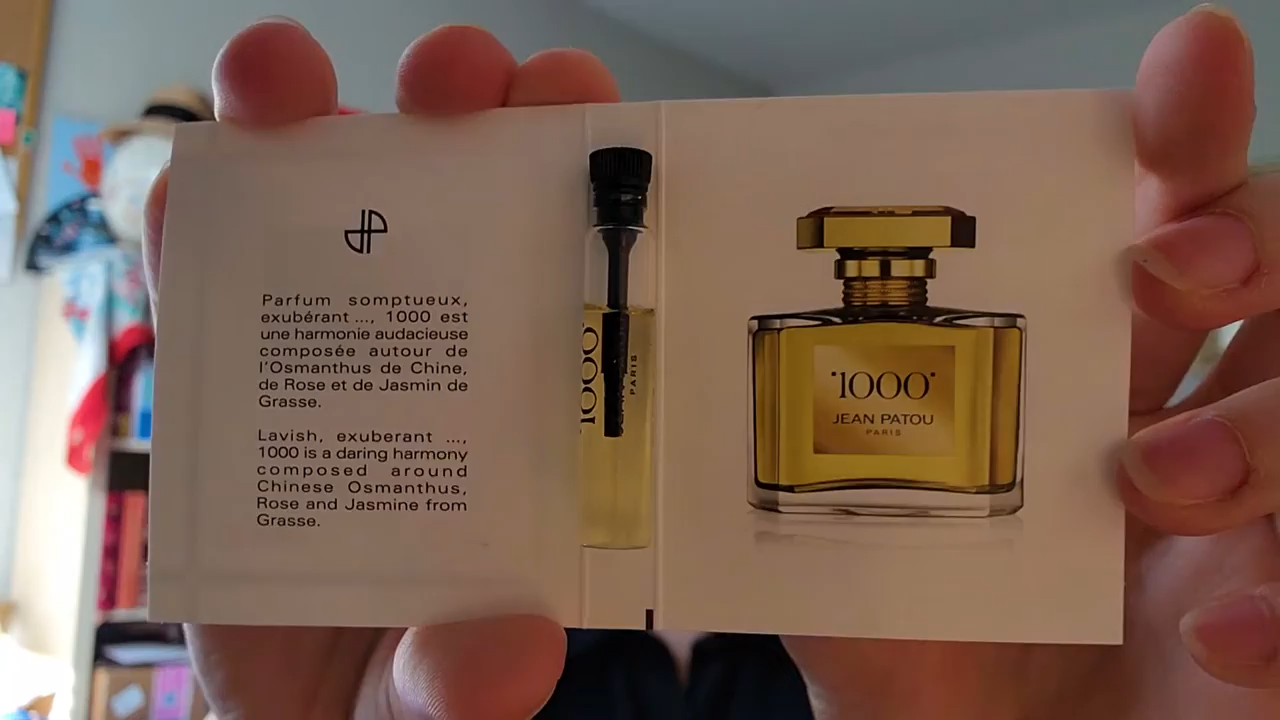 JP
Parfum somptueux,
exubérant ..., 1000 est
une harmonie audacieuse
composée autour de
l'Osmanthus de Chine,
de Rose et de Jasmin de
Grasse.
Lavish, exuberant ...,
1000 is a daring harmony
composed around
Chinese Osmanthus,
Rose and Jasmine from
Grasse.
1000
PARIS
"1000"
JEAN PATOU
PARIS